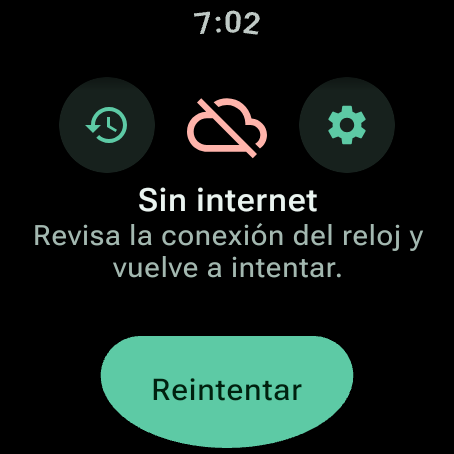 7:02
Sin internet
Revisa la conexión del reloj y
vuelve a intentar.
Reintentar